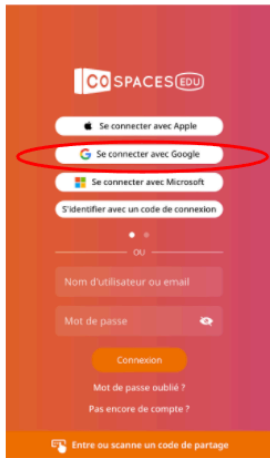 CO SPACES EDU
Se connecter avec Apple
Se connecter avec Google
Se connecter avec Microsoft
S'identifier avec un code de connexion
OU
Nom d'utilisateur ou email
Mot de passe
Connexion
Mot de passe oublié ?
Pas encore de compte ?
Entre ou scanne un code de partage